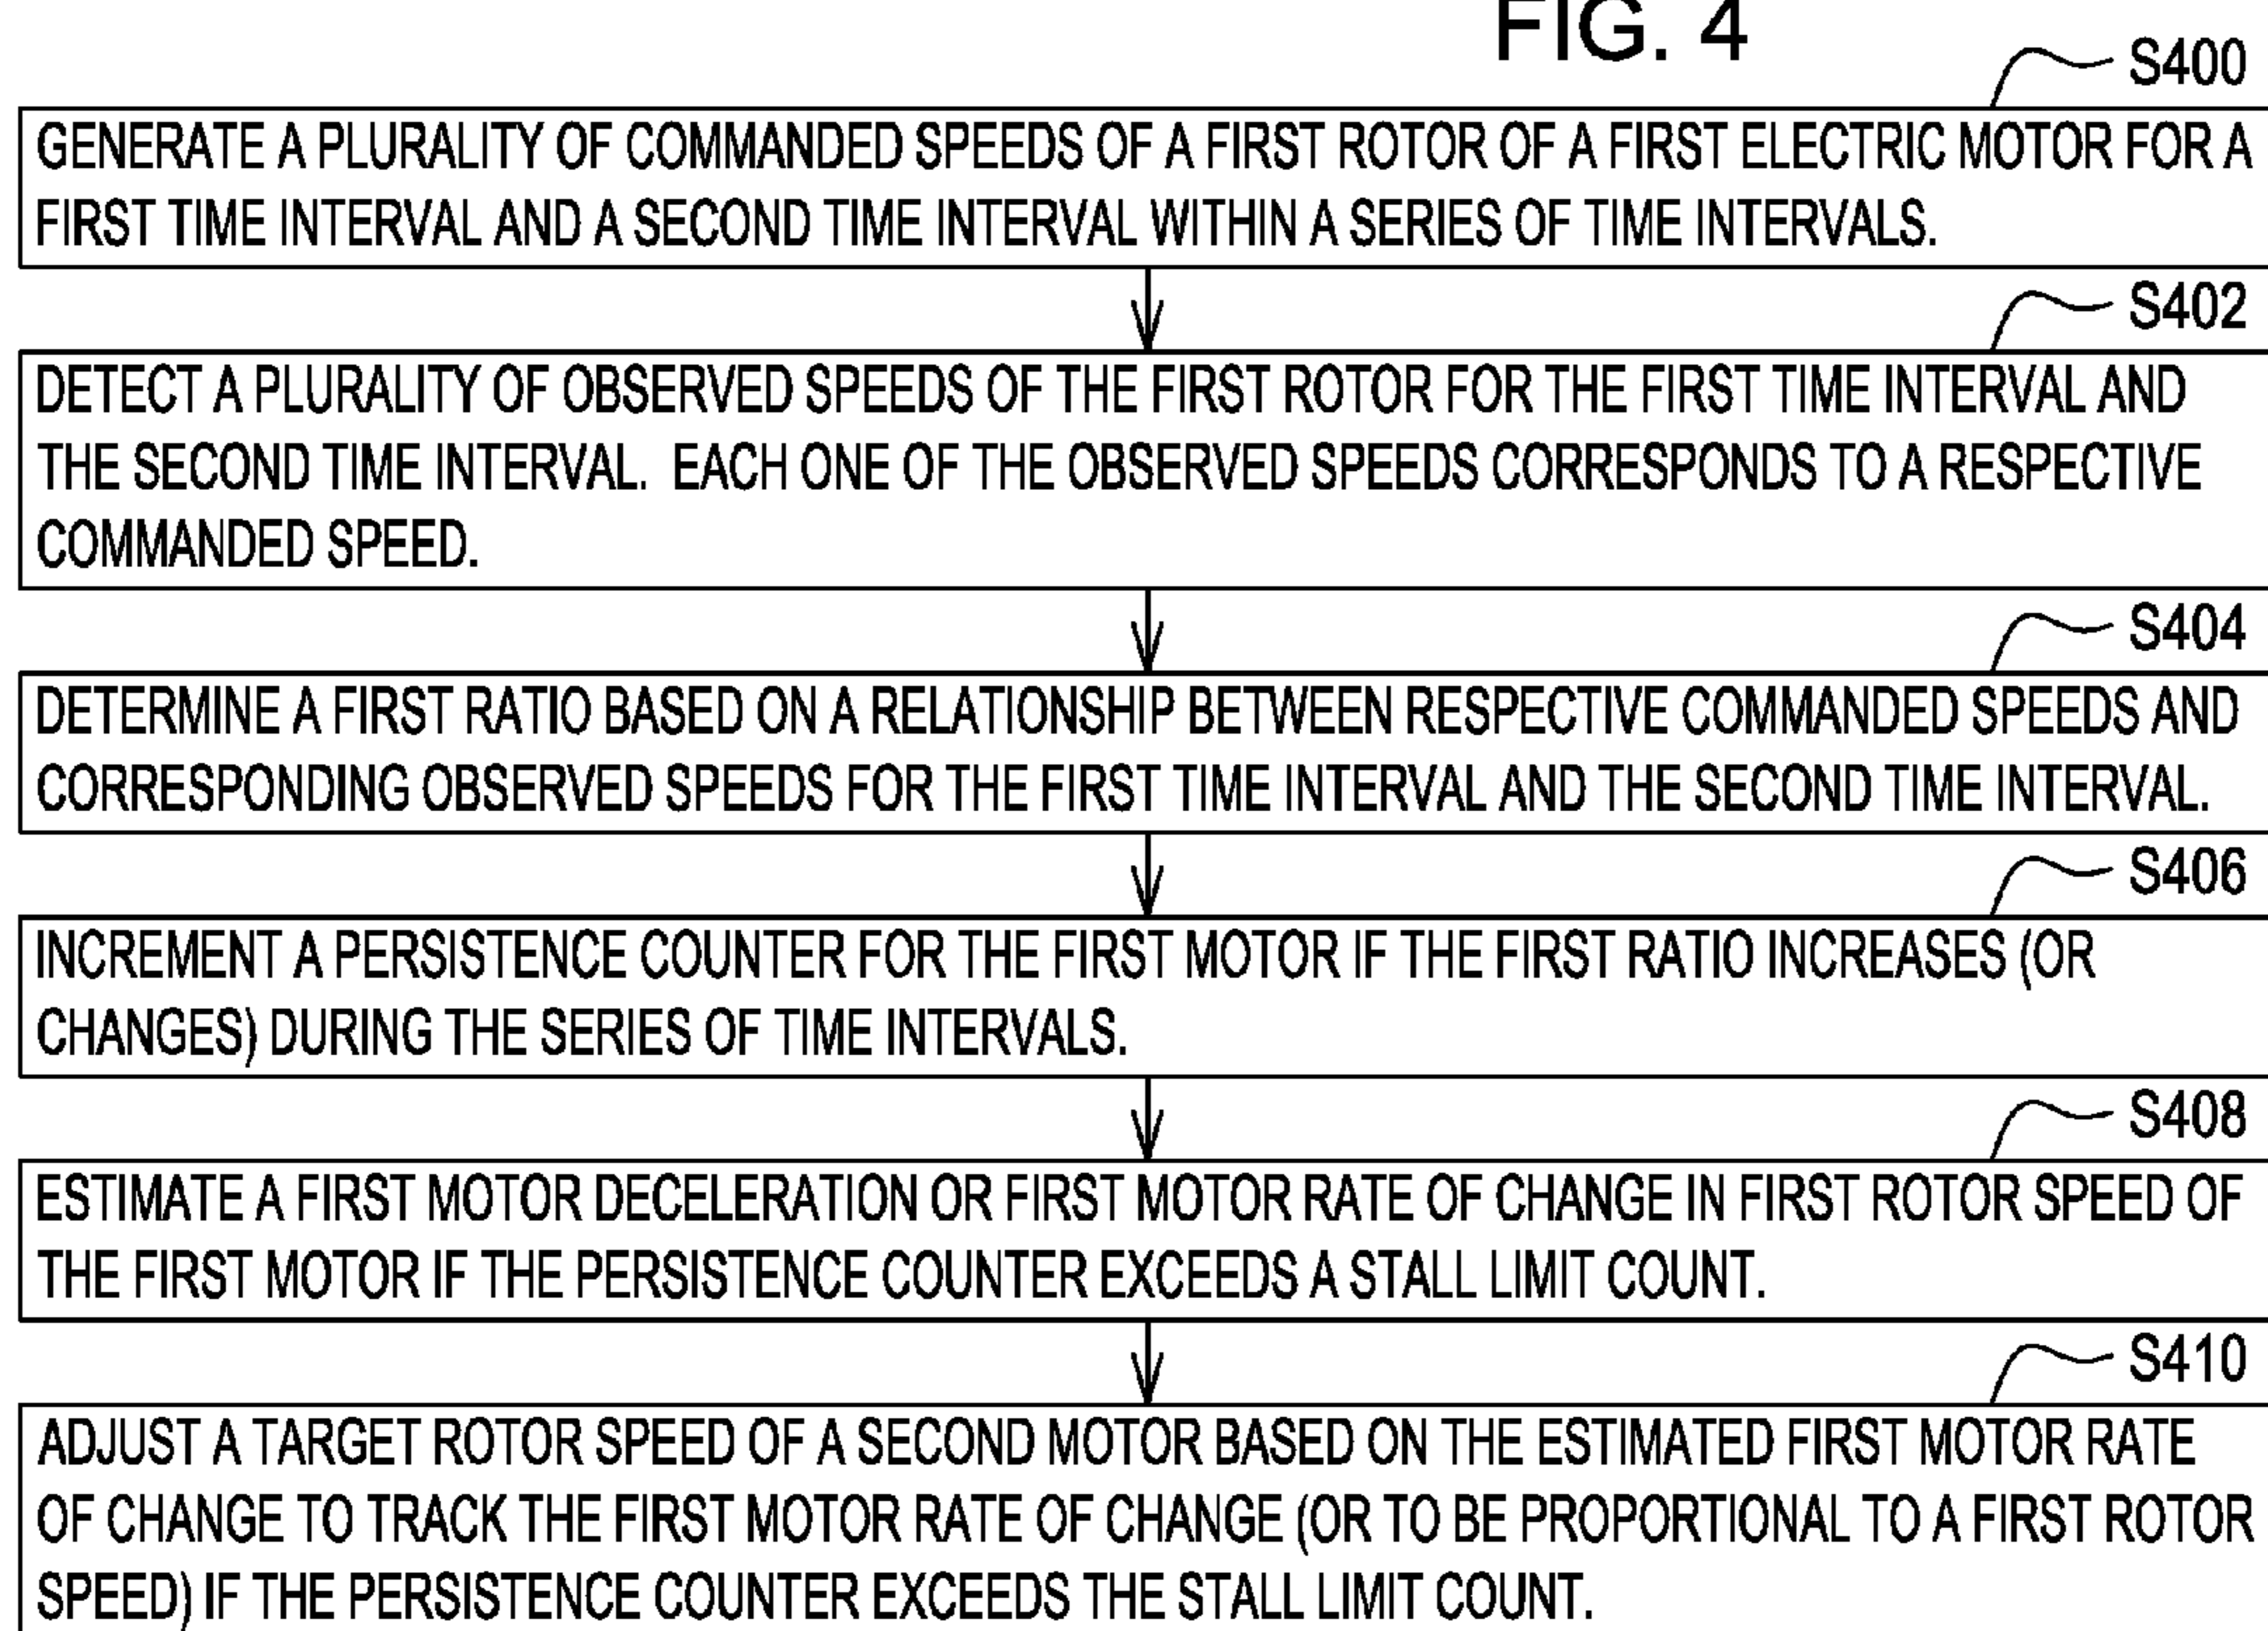 FIG. 4
S400
GENERATE A PLURALITY OF COMMANDED SPEEDS OF A FIRST ROTOR OF A FIRST ELECTRIC MOTOR FOR A
FIRST TIME INTERVAL AND A SECOND TIME INTERVAL WITHIN A SERIES OF TIME INTERVALS.
S402
DETECT A PLURALITY OF OBSERVED SPEEDS OF THE FIRST ROTOR FOR THE FIRST TIME INTERVAL AND
THE SECOND TIME INTERVAL. EACH ONE OF THE OBSERVED SPEEDS CORRESPONDS TO A RESPECTIVE
COMMANDED SPEED.
S404
DETERMINE A FIRST RATIO BASED ON A RELATIONSHIP BETWEEN RESPECTIVE COMMANDED SPEEDS AND
CORRESPONDING OBSERVED SPEEDS FOR THE FIRST TIME INTERVAL AND THE SECOND TIME INTERVAL.
S406
INCREMENT A PERSISTENCE COUNTER FOR THE FIRST MOTOR IF THE FIRST RATIO INCREASES (OR
CHANGES) DURING THE SERIES OF TIME INTERVALS.
S408
ESTIMATE A FIRST MOTOR DECELERATION OR FIRST MOTOR RATE OF CHANGE IN FIRST ROTOR SPEED OF
THE FIRST MOTOR IF THE PERSISTENCE COUNTER EXCEEDS A STALL LIMIT COUNT.
S410
ADJUST A TARGET ROTOR SPEED OF A SECOND MOTOR BASED ON THE ESTIMATED FIRST MOTOR RATE
OF CHANGE TO TRACK THE FIRST MOTOR RATE OF CHANGE (OR TO BE PROPORTIONAL TO A FIRST ROTOR
SPEED) IF THE PERSISTENCE COUNTER EXCEEDS THE STALL LIMIT COUNT.